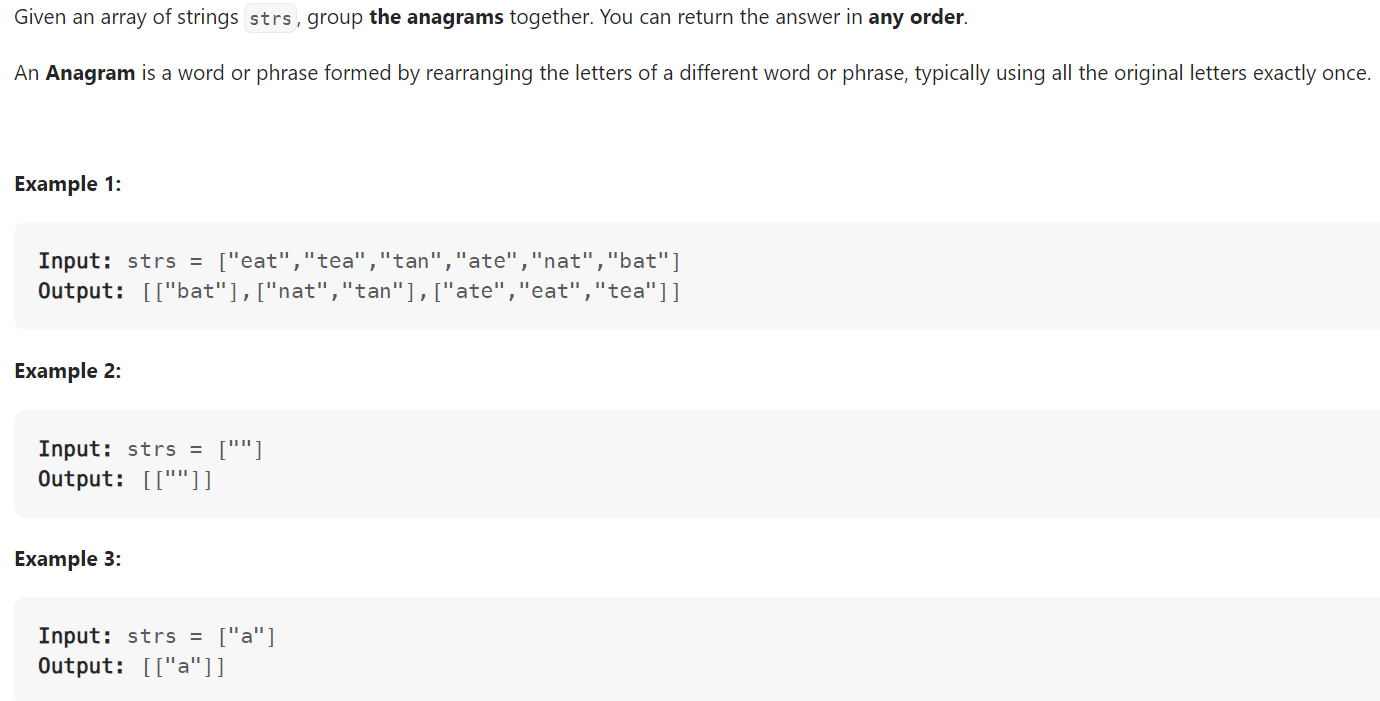 Given an array of strings strs, group the anagrams together. You can return the answer in any order.
An Anagram is a word or phrase formed by rearranging the letters of a different word or phrase, typically using all the original letters exactly once.
Example 1:
Input: strs = ["eat","tea","tan","ate","nat","bat"]
Output: [["bat"],["nat","tan"],["ate","eat","tea"]]
Example 2:
Input: strs = [""]
Output: [[""]]
Example 3:
Input: strs = ["a"]
Output: [["a"]]